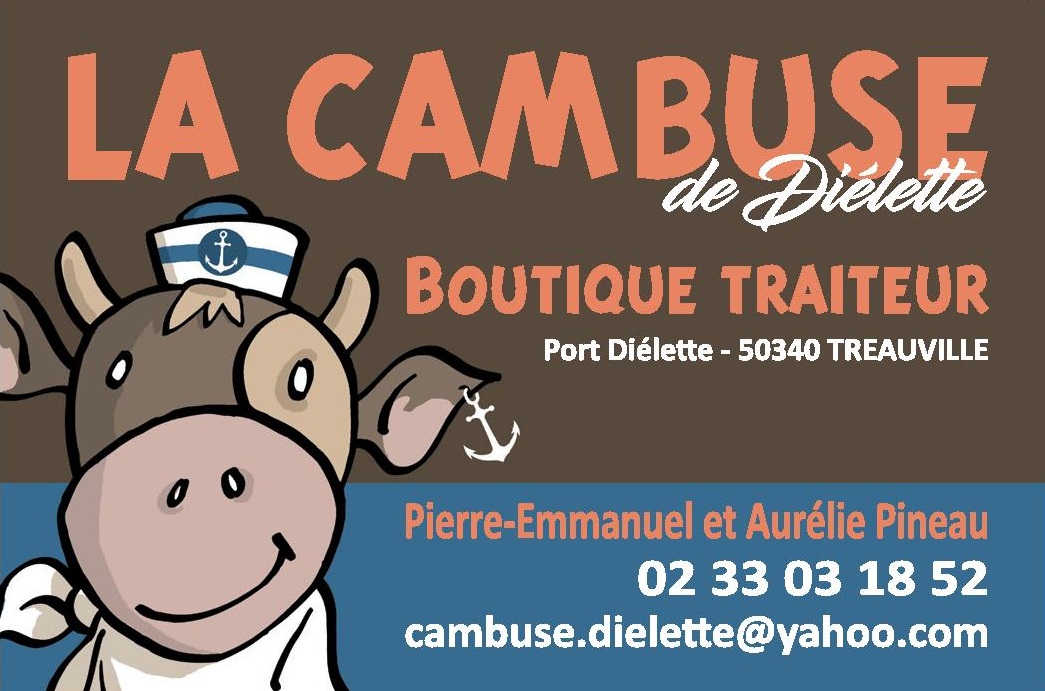 LA CAMBUSE
de Diélette
BOUTIQUE TRAITEUR
Port Diélette - 50340 TREAUVILLE
Pierre-Emmanuel et Aurélie Pineau
02 33 03 18 52
cambuse.dielette@yahoo.com